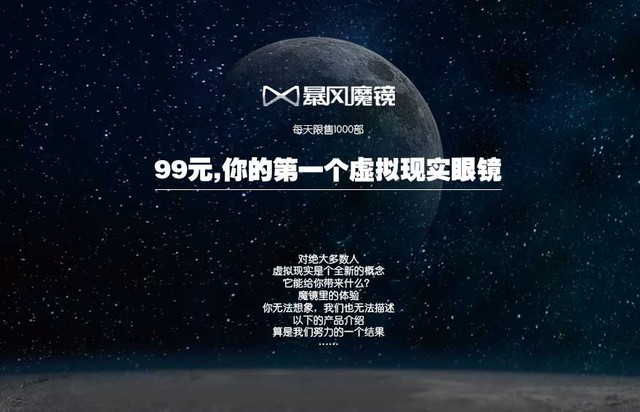 暴风魔镜
每天限售1000部
99元,你的第一个虚拟现实眼镜
对绝大多数人
虚拟现实是个全新的概念
它能给你带来什么?
魔镜里的体验
你无法想象，我们也无法描述
以下的产品介绍
算是我们努力的一个结果
……